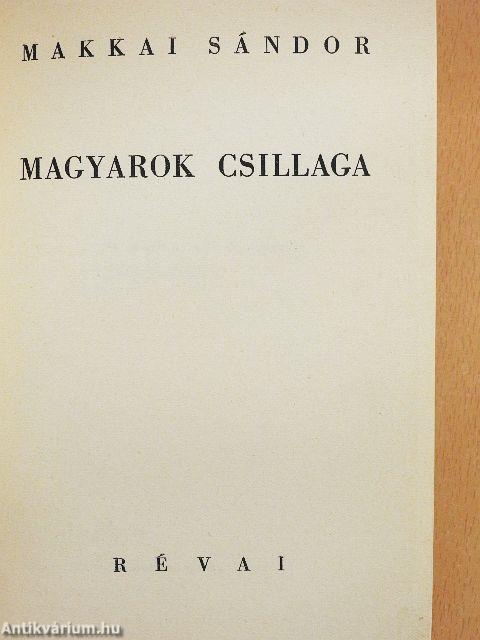 MAKKAI SÁNDOR
MAGYAROK CSILLAGA
RÉVAI
Antikvárium.hu